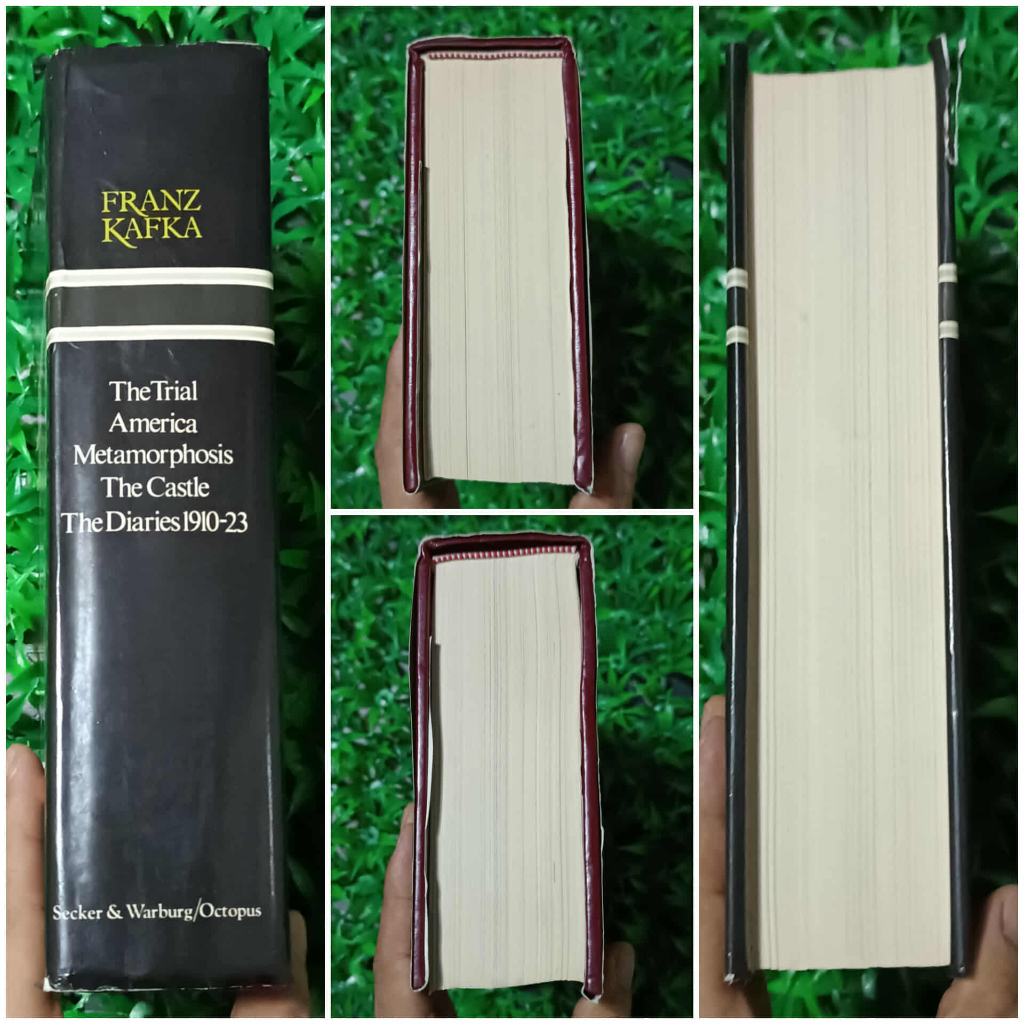 FRANZ
KAFKA
The Trial
America
Metamorphosis
The Castle
The Diaries 1910-23
Secker & Warburg/Octopus